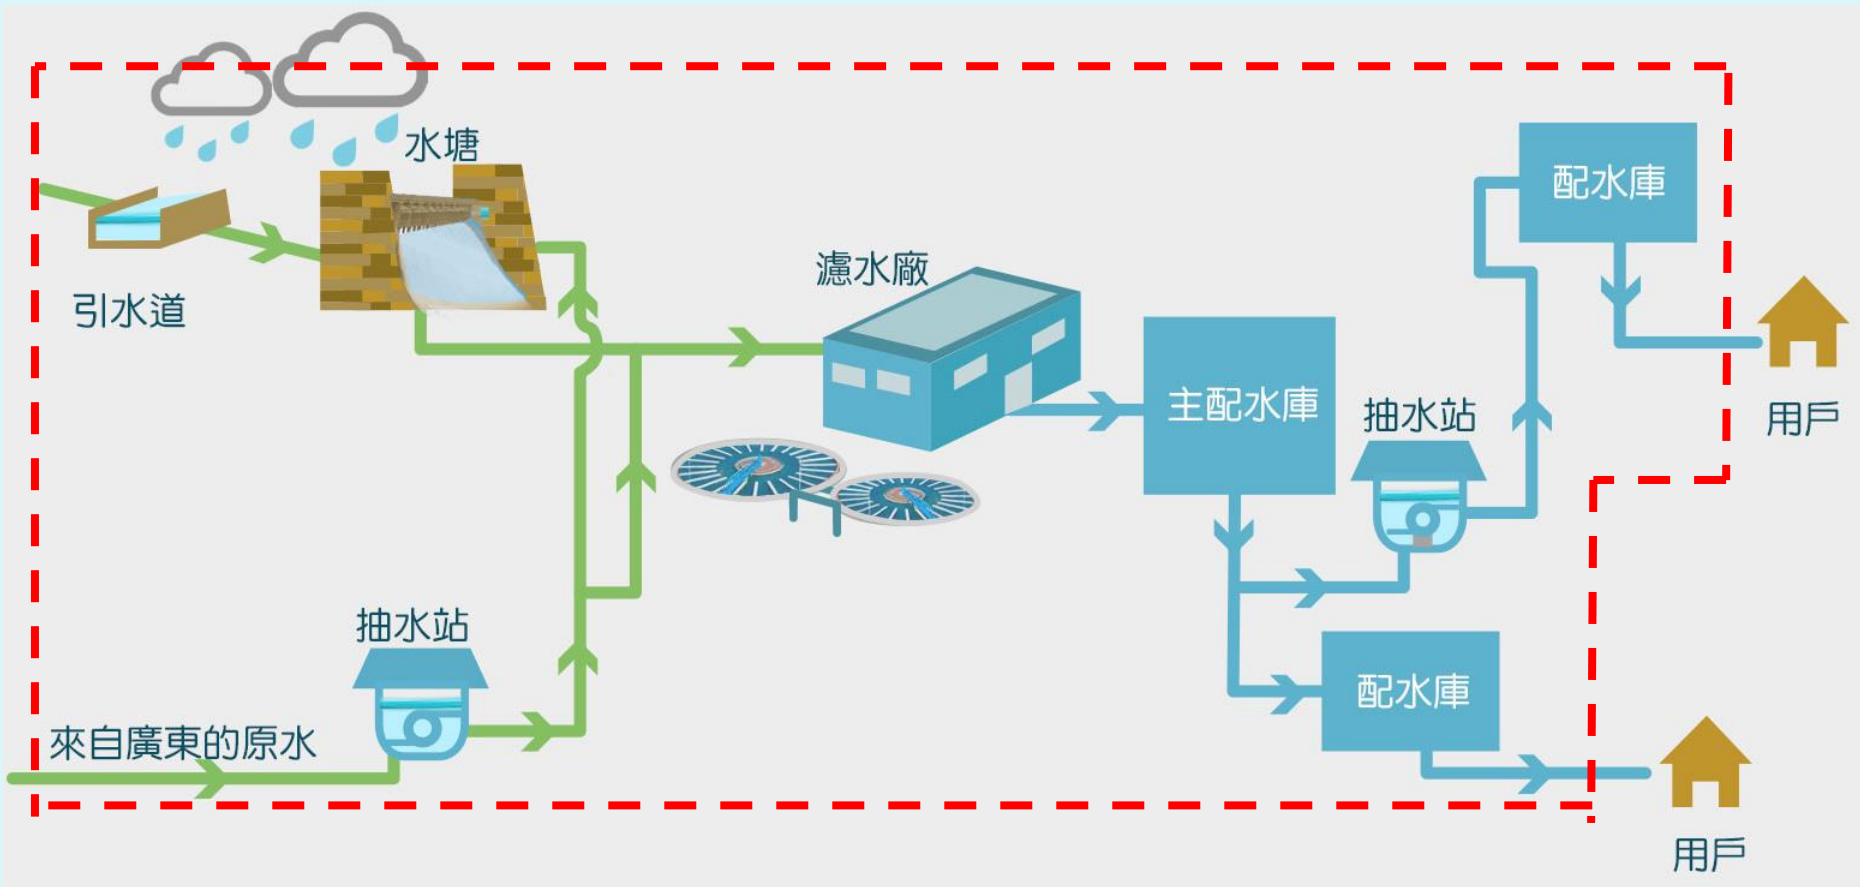 水塘
引水道
濾水廠
配水庫
主配水庫
抽水站
用戶
抽水站
來自廣東的原水
配水庫
用戶